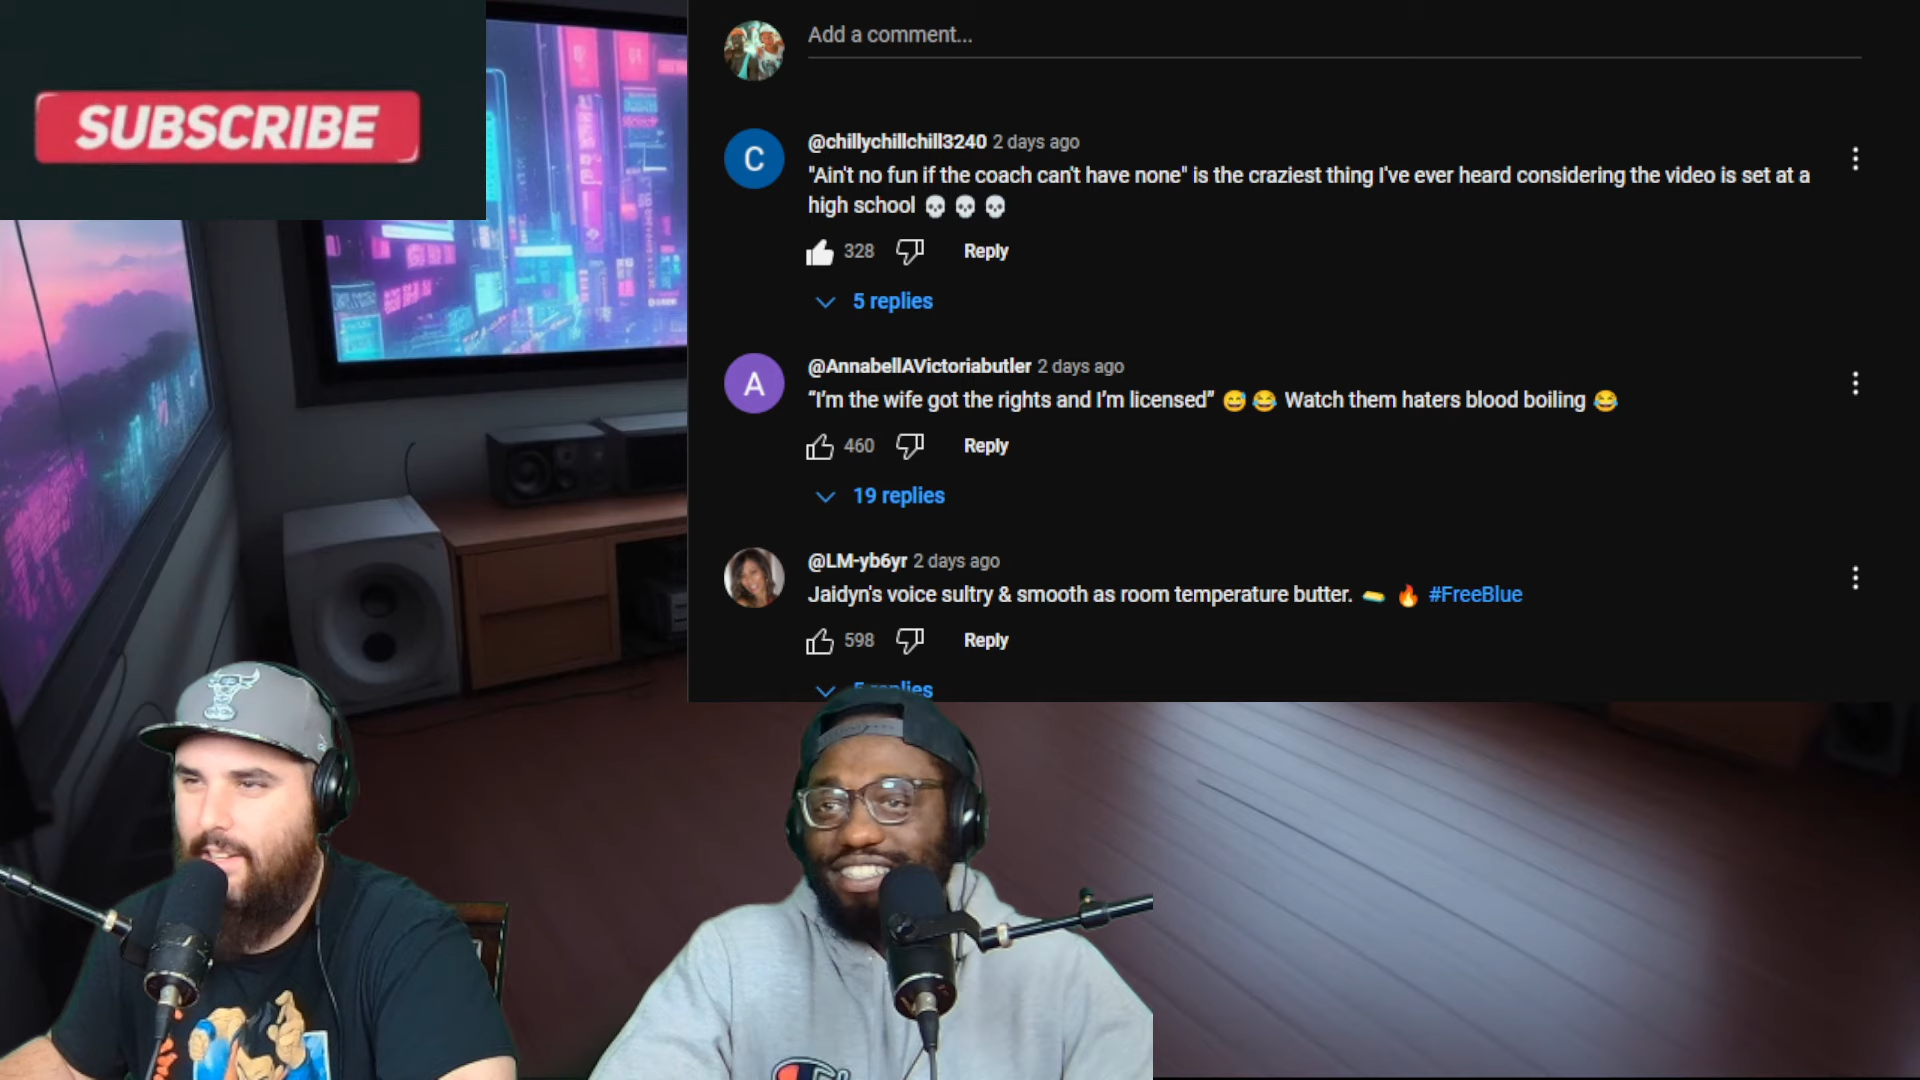 SUBSCRIBE
Add a comment...
C
@chillychillchill3240 2 days ago
"Ain't no fun if the coach can't have none" is the craziest thing I've ever heard considering the video is set at a
high school 💀 💀 💀
328 Reply
5 replies
A
@AnnabellAVictoriabutler 2 days ago
“I’m the wife got the rights and I’m licensed” 😅 😂 Watch them haters blood boiling 😂
460 Reply
19 replies
@LM-yb6yr 2 days ago
Jaidyn's voice sultry & smooth as room temperature butter. 🧈 🔥 #FreeBlue
598 Reply
5 replies